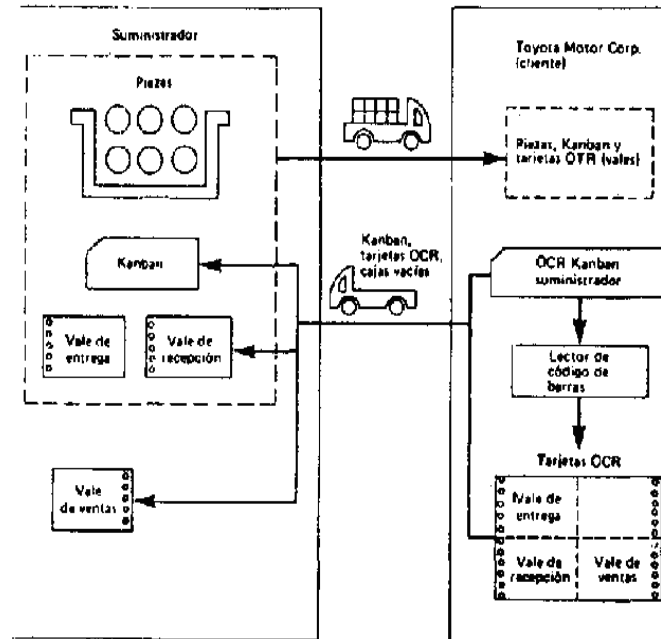 Suministrador
Piezas
Kanban
Vale de
entrega
Vale de
recepción
Vale
de ventas
Kanban,
tarjetas OCR,
cajas vacías
Toyota Motor Corp.
(cliente)
Piezas, Kanban y
tarjetas OTR (vales)
OCR Kanban
suministrador
Lector de
código de
barras
Tarjetas OCR
Vale de
entrega
Vale de
recepción
Vale de
ventas